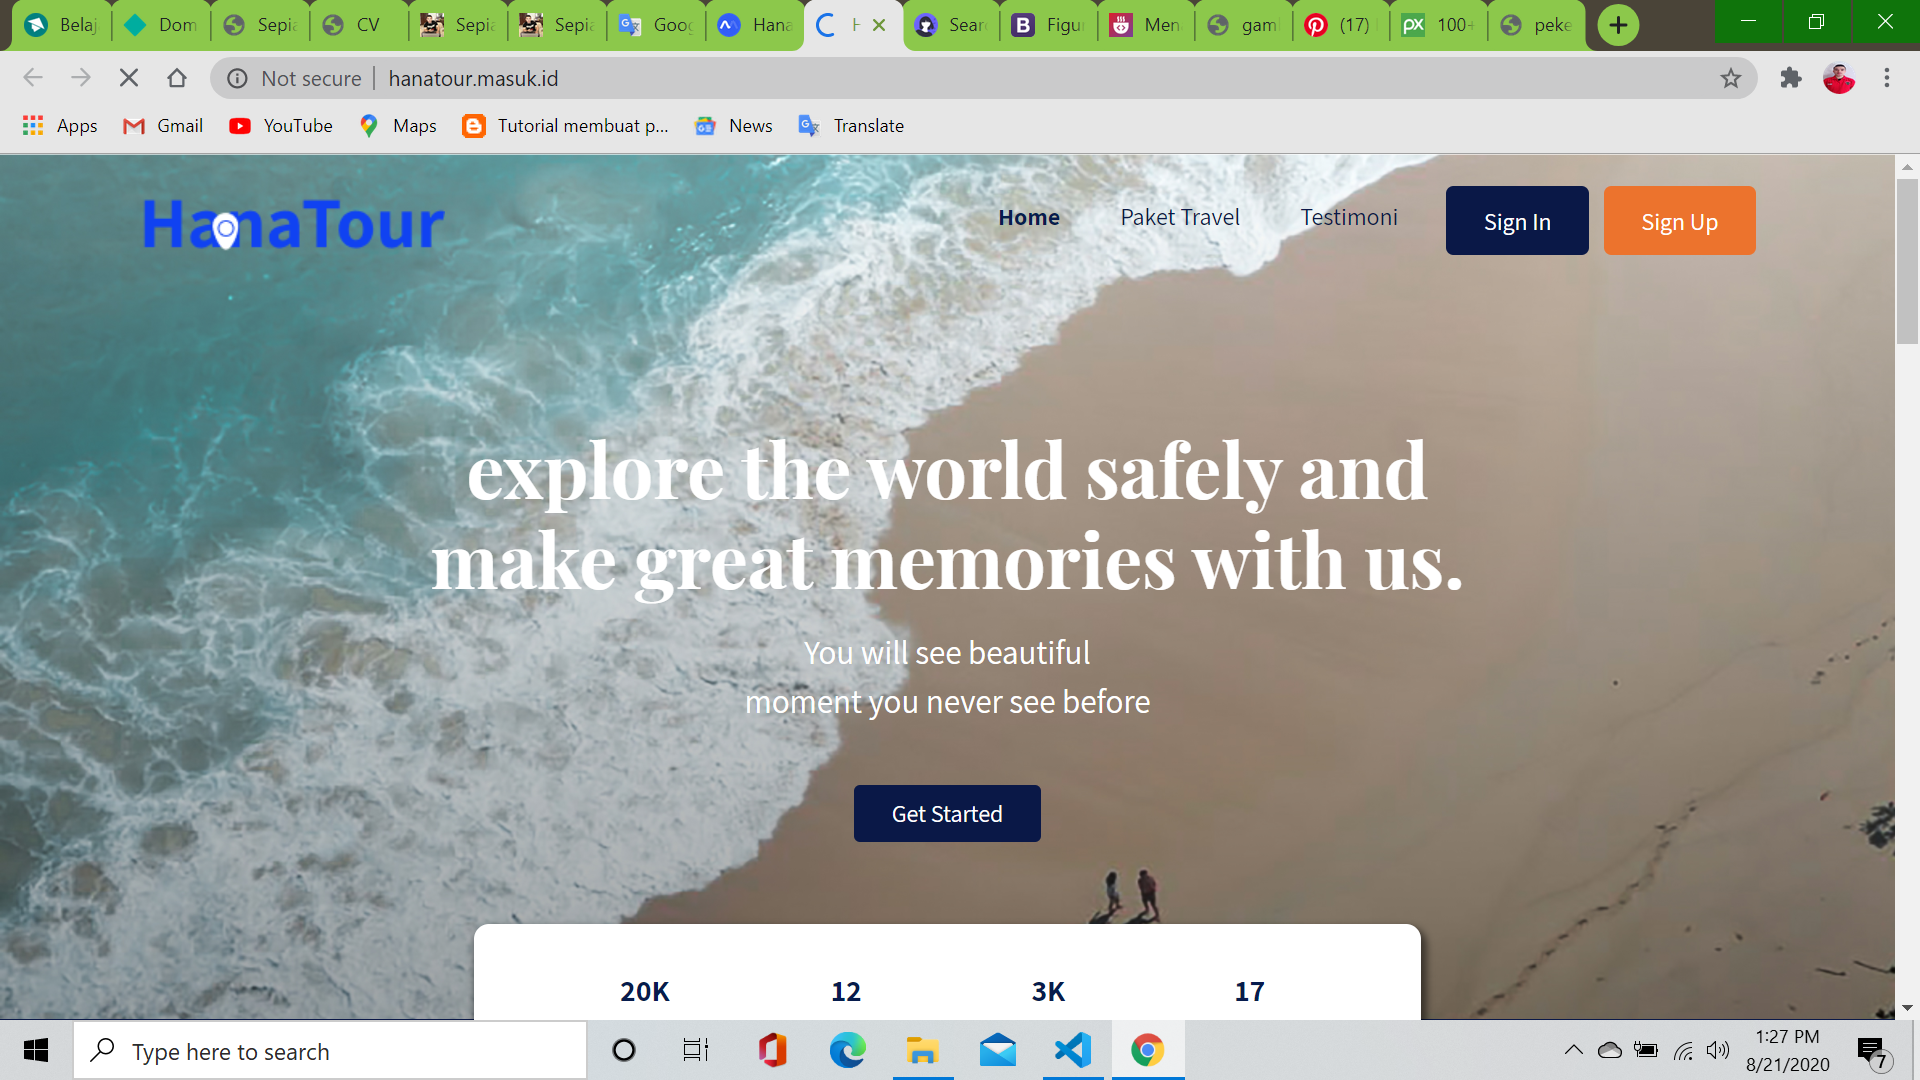 Belaj
Dom
Sepia
CV
Sepia
Sepia
Goog
Hana
H
Sear
Figu
Men
gaml
(17)
100+
peke
Not secure
hanatour.masuk.id
Apps
Gmail
YouTube
Maps
Tutorial membuat p...
News
Translate
HanaTour
Home
Paket Travel
Testimoni
Sign In
Sign Up
explore the world safely and
make great memories with us.
You will see beautiful
moment you never see before
Get Started
20K
12
3K
17
Type here to search
1:27 PM
8/21/2020
7